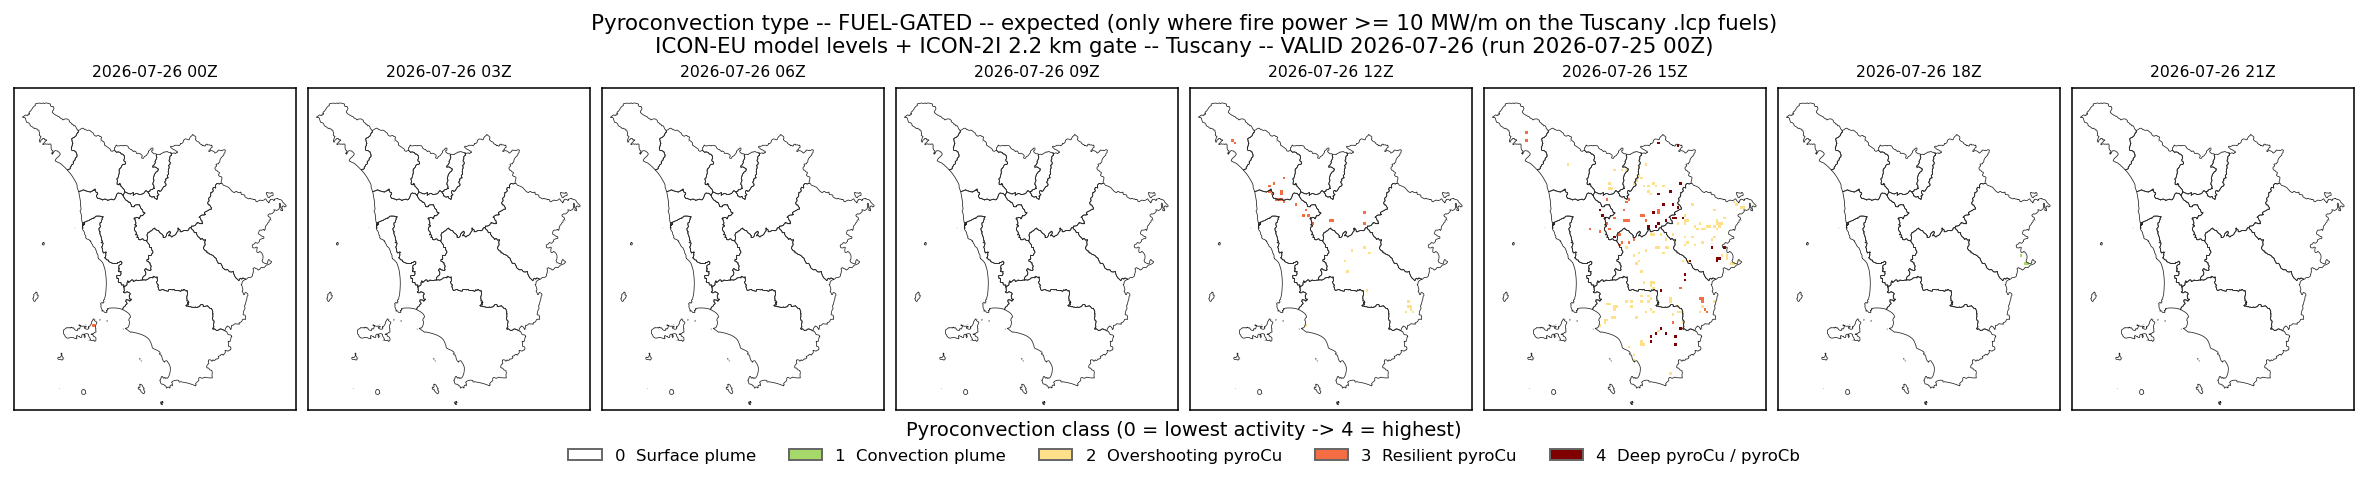 Pyroconvection type -- FUEL-GATED -- expected (only where fire power >= 10 MW/m on the Tuscany .lcp fuels)
ICON-EU model levels + ICON-2I 2.2 km gate -- Tuscany -- VALID 2026-07-26 (run 2026-07-25 00Z)
2026-07-26 00Z
2026-07-26 03Z
2026-07-26 06Z
2026-07-26 09Z
2026-07-26 12Z
2026-07-26 15Z
2026-07-26 18Z
2026-07-26 21Z
Pyroconvection class (0 = lowest activity -> 4 = highest)
0 Surface plume
1 Convection plume
2 Overshooting pyroCu
3 Resilient pyroCu
4 Deep pyroCu / pyroCb